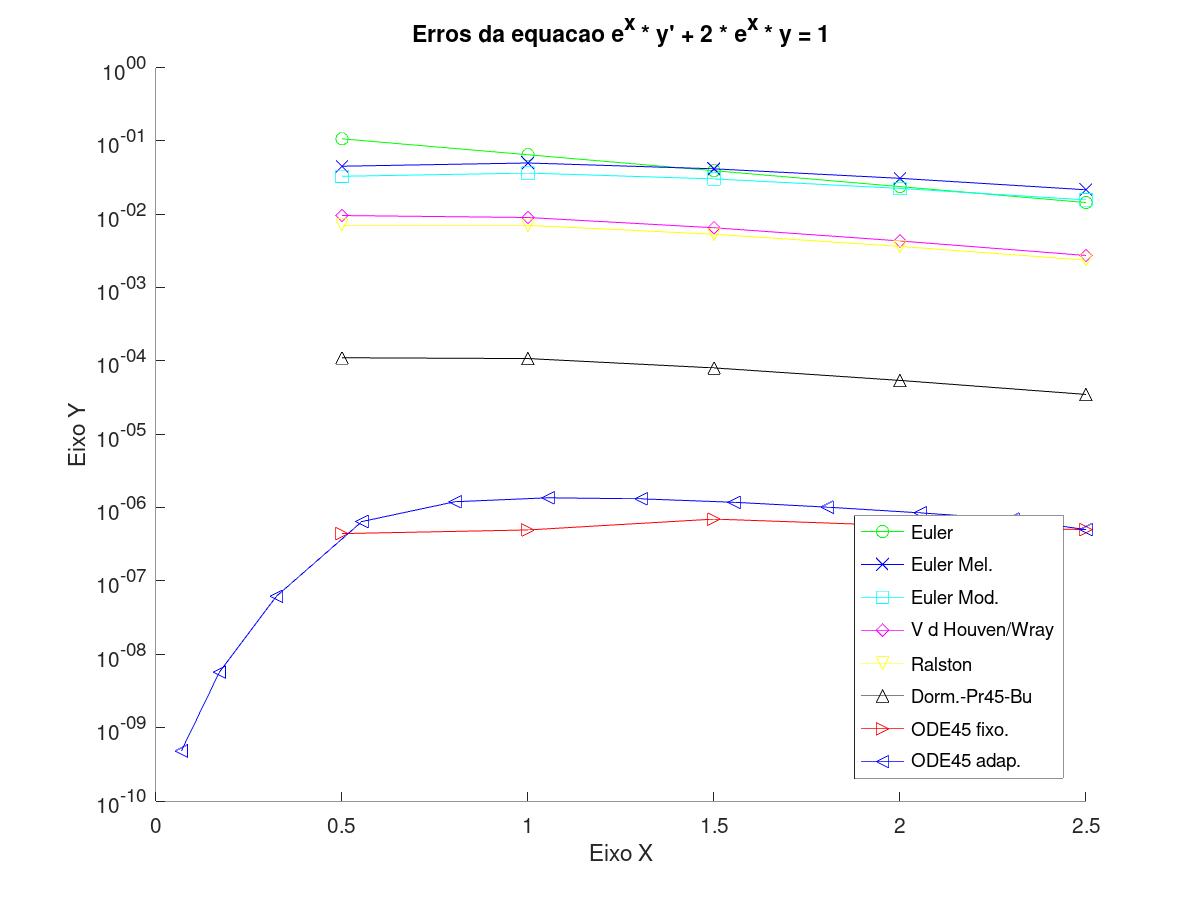 Erros da equacao e^x * y' + 2 * e^x * y = 1
10^00
10^-01
10^-02
10^-03
10^-04
10^-05
10^-06
10^-07
10^-08
10^-09
10^-10
Eixo Y
0 0.5 1 1.5 2 2.5
Eixo X
Euler
Euler Mel.
Euler Mod.
V d Houven/Wray
Ralston
Dorm.-Pr45-Bu
ODE45 fixo.
ODE45 adap.